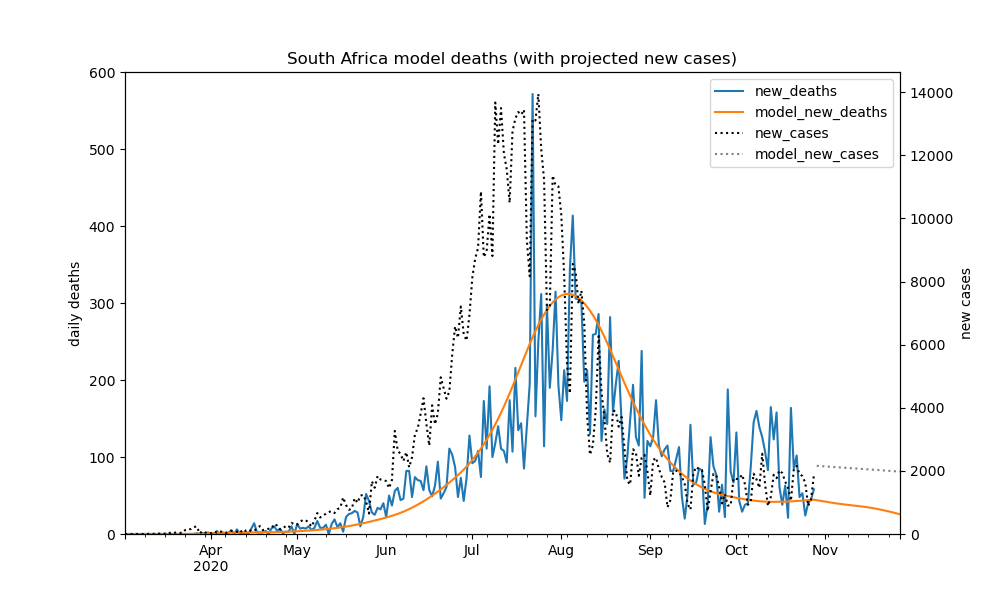 South Africa model deaths (with projected new cases)
600
500
400
300
200
100
0
daily deaths
14000
12000
10000
8000
6000
4000
2000
0
new cases
new_deaths
model_new_deaths
new_cases
model_new_cases
Apr May Jun Jul Aug Sep Oct Nov
2020